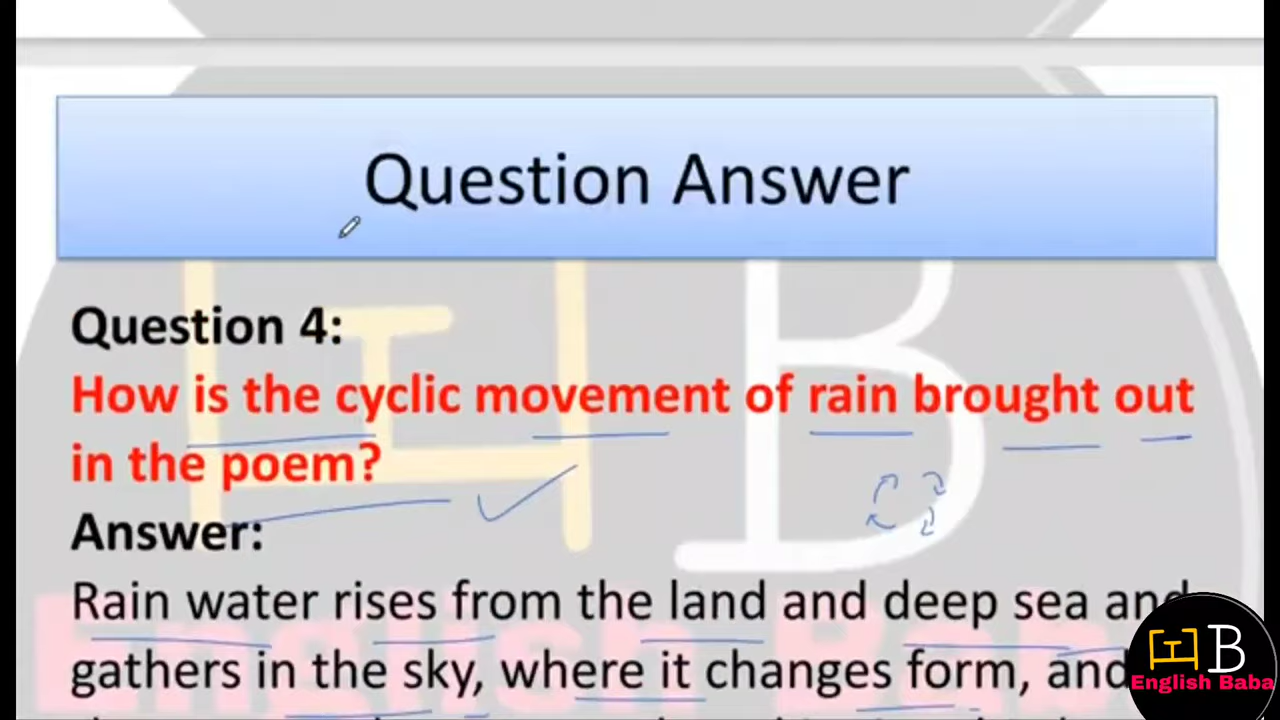 Question Answer
Question 4:
How is the cyclic movement of rain brought out
in the poem?
Answer:
Rain water rises from the land and deep sea and
gathers in the sky, where it changes form, and
B
English Baba